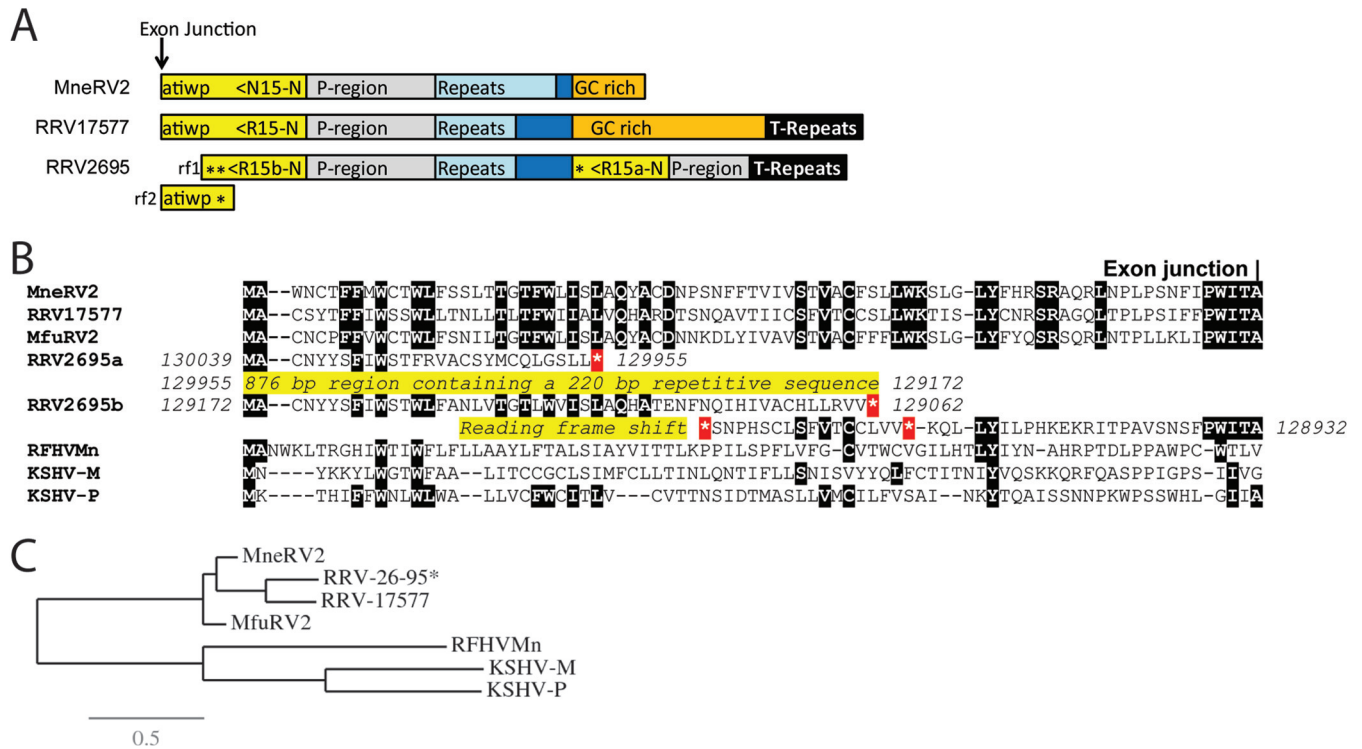 A
Exon Junction
MneRV2 atiwp <N15-N P-region Repeats GC rich
RRV17577 atiwp <R15-N P-region Repeats GC rich T-Repeats
RRV2695 rf1 **<R15b-N P-region Repeats * <R15a-N P-region T-Repeats
rf2 atiwp *
B
Exon junction |
MneRV2 MA--WNCTFFMWCTWLFSSLTTGTFWLISLAQYACDNPSNFFTVIVSTVACFSLLWKSLG-LYFHRSRAQRLNPLPSNFIPWITA
RRV17577 MA--CSYTFFIWSSWLLTNLLTLTFWIIALVQHARDTSNQAVTIICSFVTCCSLLWKTIS-LYCNRSRAGQLTPLPSIFFPWITA
MfuRV2 MA--CNCPFFVWCTWLFSNILTGTFWLISLAQYACDNNKDLYIVAVSTVACFFFLWKSLG-LYFYQSRSQRLNTPLLKLIPWITA
RRV2695a 130039 MA--CNYYSFIWSTFRVACSYMCQLGSLL* 129955
129955 876 bp region containing a 220 bp repetitive sequence 129172
RRV2695b 129172 MA--CNYYSFIWSTWLFANLVTGTLWVISLAQHATENFNQIHIVACHLLRVV* 129062
Reading frame shift *SNPHSCLSFVTCCLVV*-KQL-LYILPHKEKRITPAVSNSFPWITA 128932
RFHVMn MANWKLTRGHIWTIWFLFLLAAYLFTALSIAYVITTLKPPILSPFLVFG-CVTWCVGILHTLYIYN-AHRPTDLPPAWPC-WTLV
KSHV-M MN----YKKYLWGTWFAA--LITCCGCLSIMFCLLTINLQNTIFLLSNISVYYQLFCTITNIYVQSKKQRFQASPPIGPS-IVG
KSHV-P MK----THIFFWNLWLWA--LLVCFWCITLV---CVTTNSIDTMASLLVMCILFVSAI--NKYTQAISSNNPKWPSSWHL-GIIA
C
MneRV2
RRV-26-95*
RRV-17577
MfuRV2
RFHVMn
KSHV-M
KSHV-P
0.5